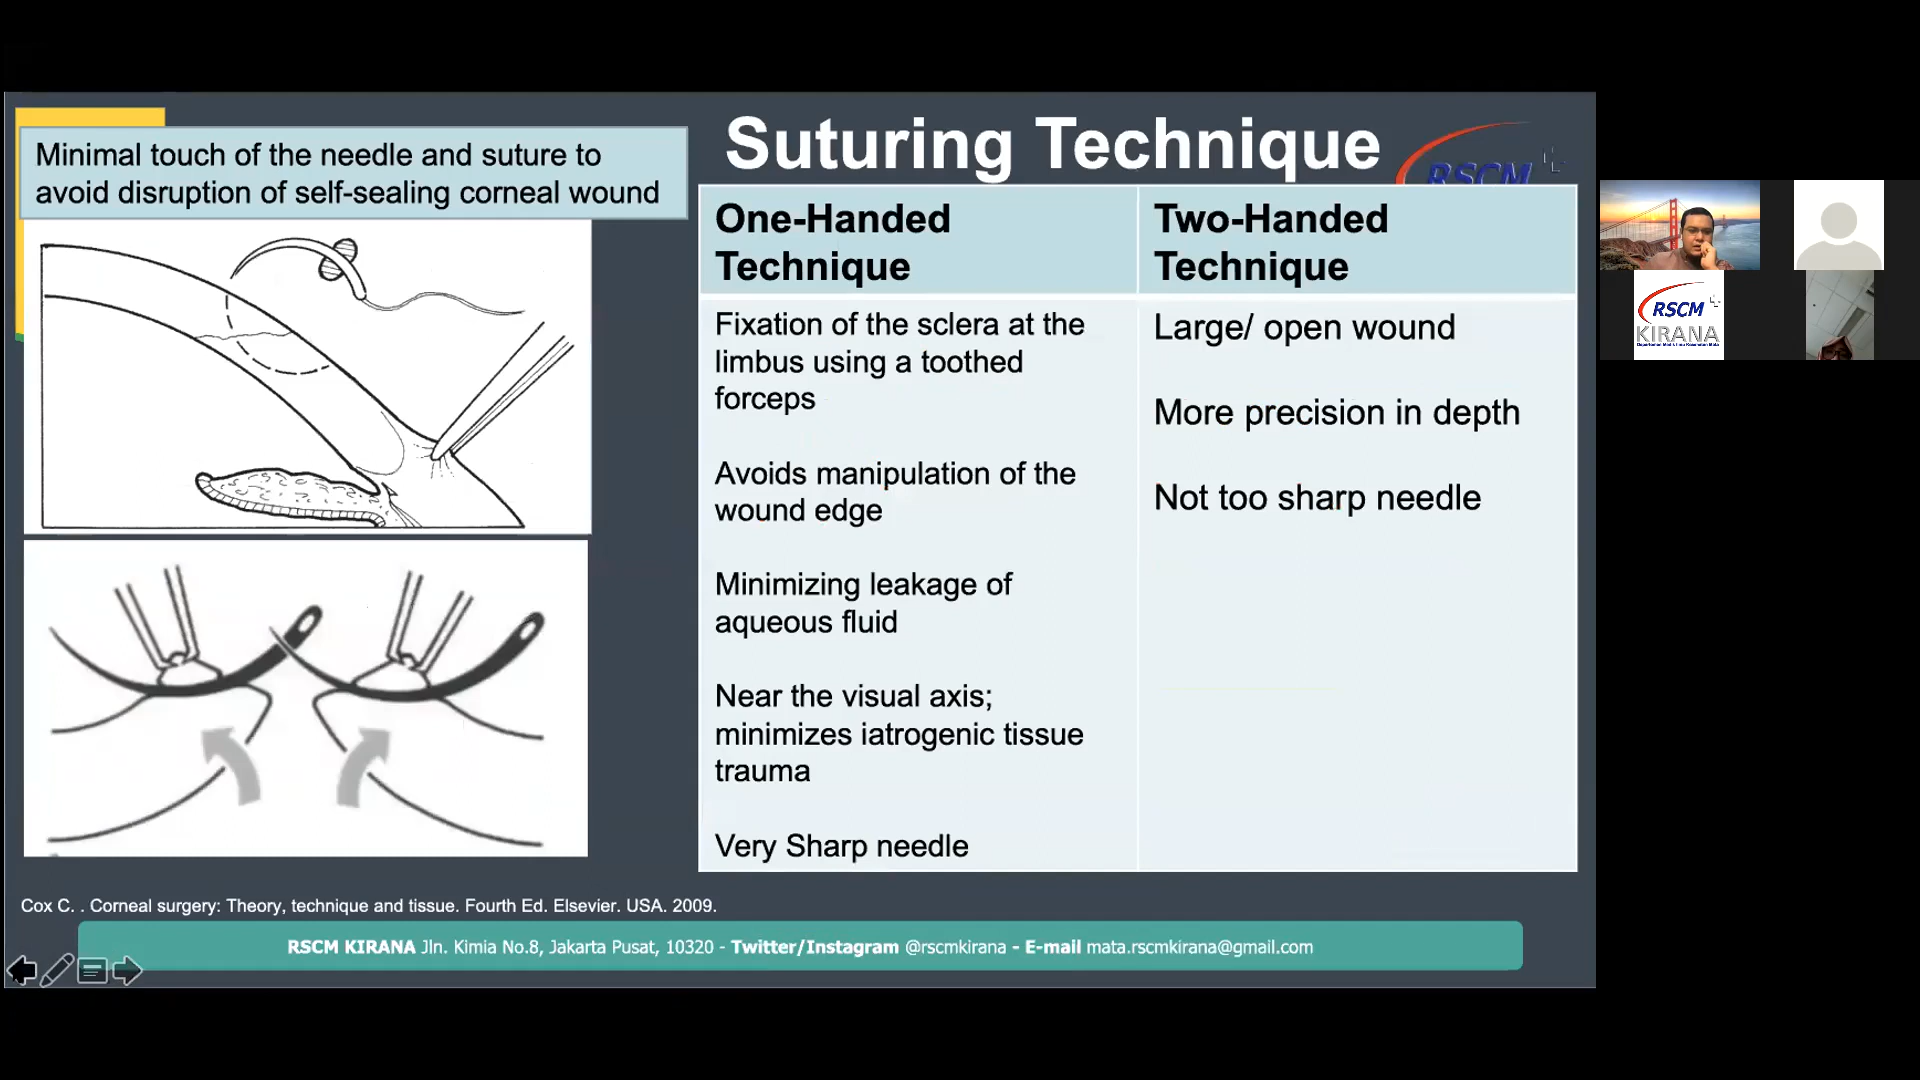 Minimal touch of the needle and suture to
avoid disruption of self-sealing corneal wound
Suturing Technique
RSCM
One-Handed
Technique
Two-Handed
Technique
Fixation of the sclera at the
limbus using a toothed
forceps
Avoids manipulation of the
wound edge
Minimizing leakage of
aqueous fluid
Near the visual axis;
minimizes iatrogenic tissue
trauma
Very Sharp needle
Large/ open wound
More precision in depth
Not too sharp needle
Cox C. . Corneal surgery: Theory, technique and tissue. Fourth Ed. Elsevier. USA. 2009.
RSCM KIRANA Jln. Kimia No.8, Jakarta Pusat, 10320 - Twitter/Instagram @rscmkirana - E-mail mata.rscmkirana@gmail.com
RSCM
KIRANA